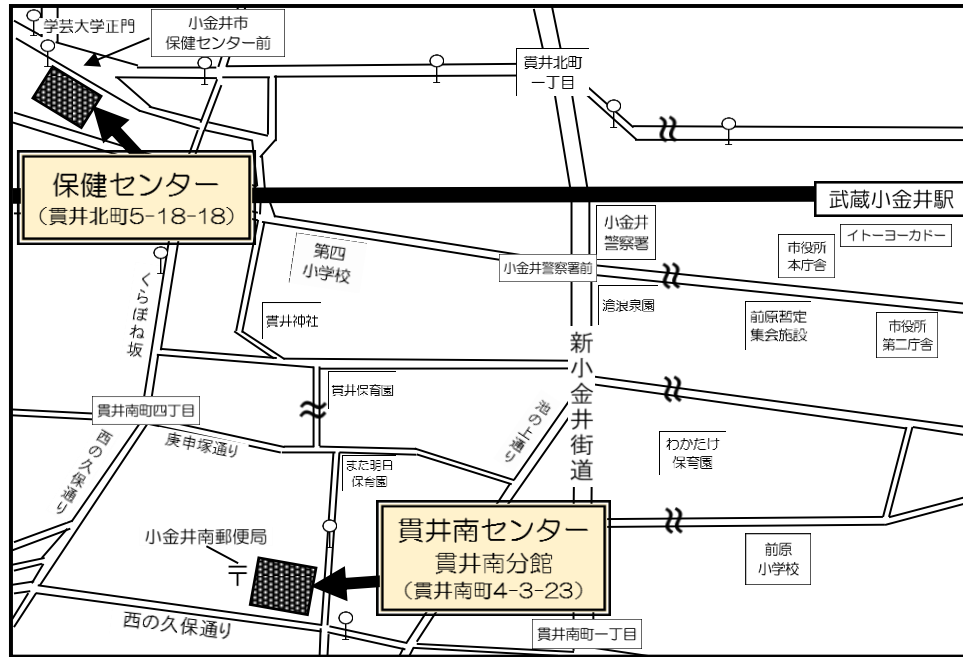 学芸大学正門
小金井市
保健センター前
貫井北町
一丁目
保健センター
（貫井北町5-18-18）
武蔵小金井駅
小金井
警察署
市役所
本庁舎
イトーヨーカドー
第四
小学校
小金井警察署前
くらぼね坂
貫井神社
滄浪泉園
前原暫定
集会施設
市役所
第二庁舎
新小金井街道
貫井保育園
貫井南町四丁目
池の上通り
西の久保通り
庚申塚通り
わかたけ
保育園
また明日
保育園
小金井南郵便局
〒
貫井南センター
貫井南分館
（貫井南町4-3-23）
前原
小学校
西の久保通り
貫井南町一丁目